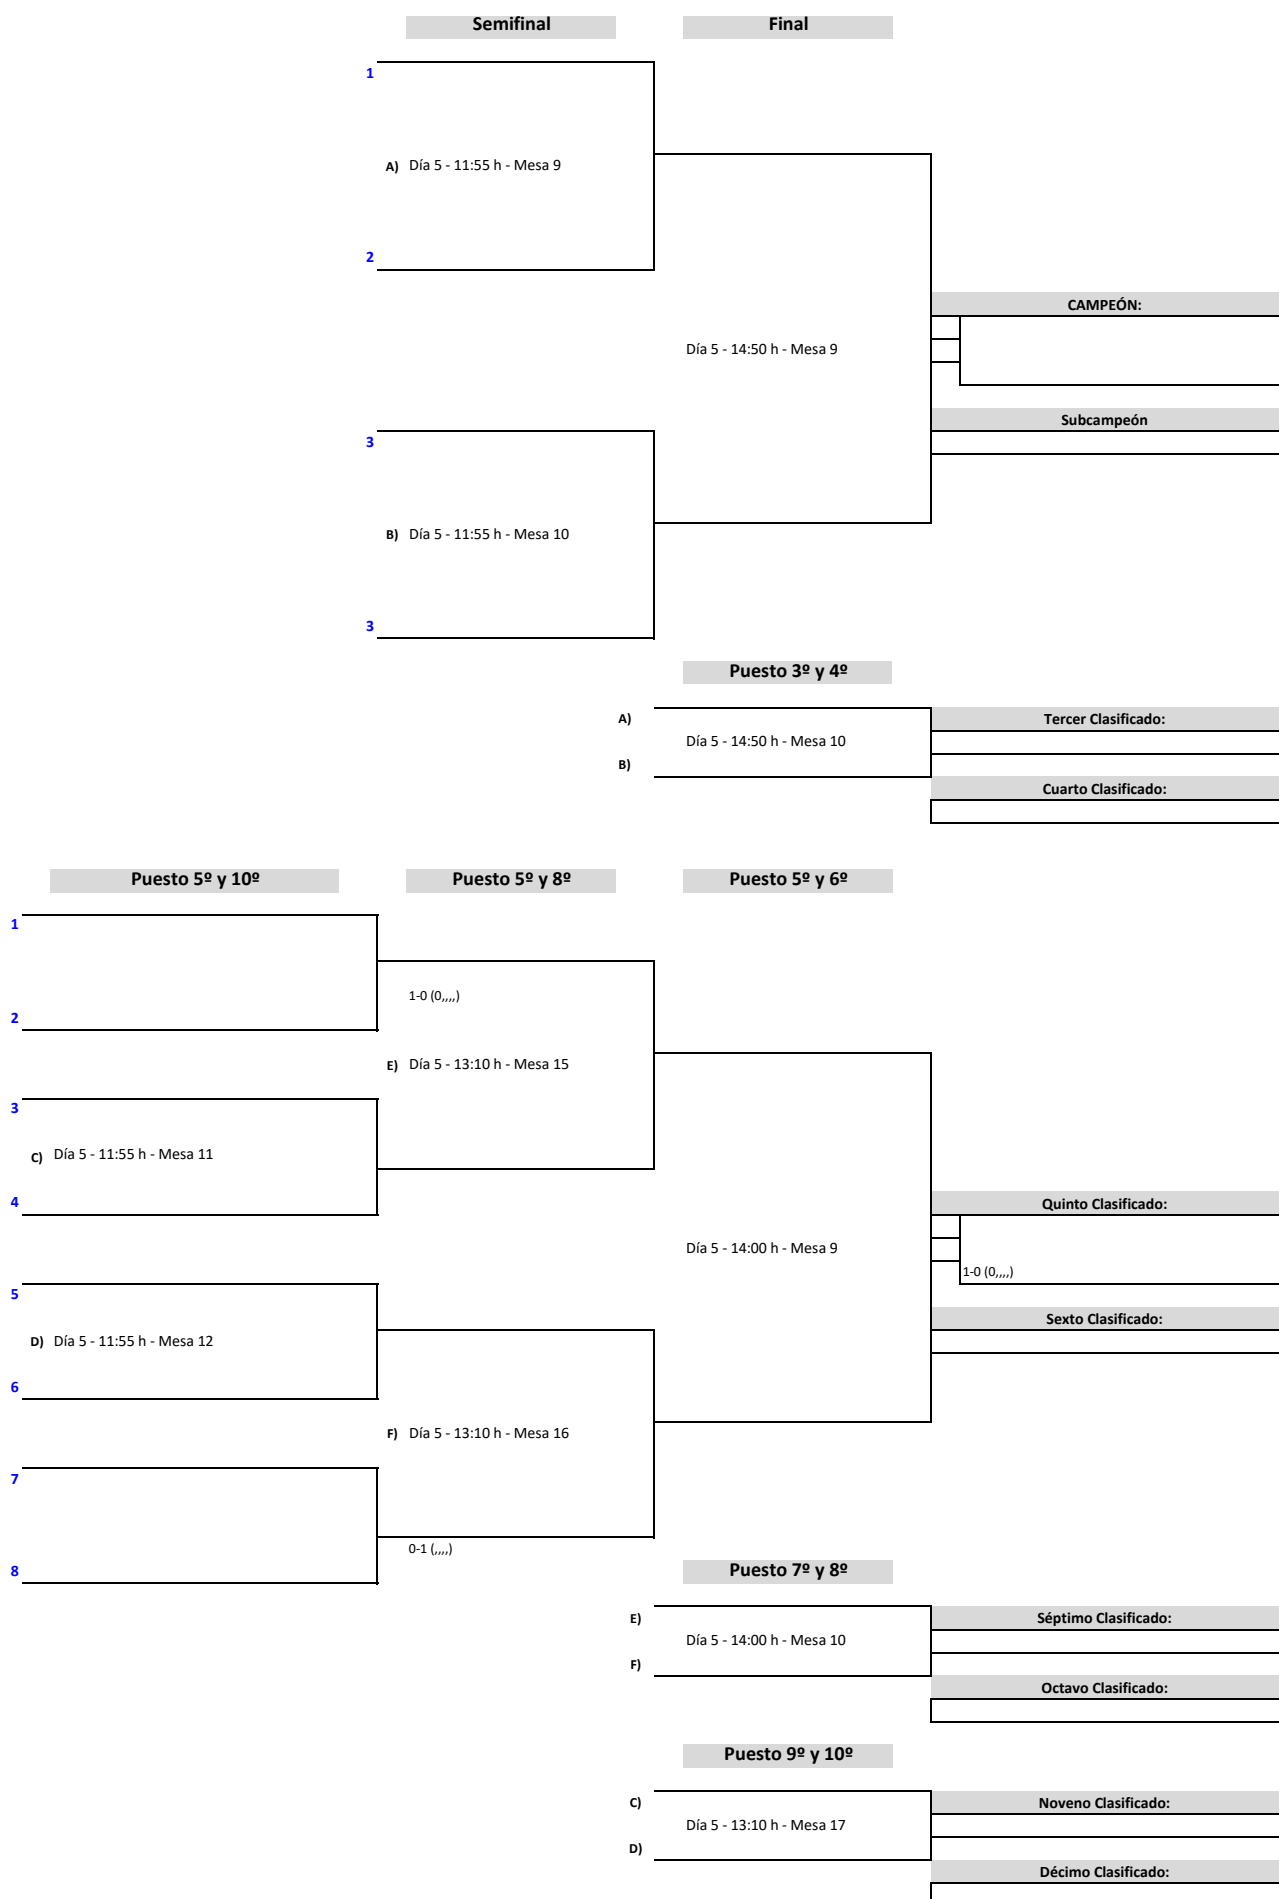 Semifinal Final
1
A) Día 5 - 11:55 h - Mesa 9
2
CAMPEÓN:
Día 5 - 14:50 h - Mesa 9
Subcampeón
3
B) Día 5 - 11:55 h - Mesa 10
3
Puesto 3º y 4º
A) Tercer Clasificado:
Día 5 - 14:50 h - Mesa 10
B)
Cuarto Clasificado:
Puesto 5º y 10º Puesto 5º y 8º Puesto 5º y 6º
1
1-0 (0,,,,)
2
E) Día 5 - 13:10 h - Mesa 15
3
C) Día 5 - 11:55 h - Mesa 11
4 Quinto Clasificado:
Día 5 - 14:00 h - Mesa 9
1-0 (0,,,,)
5
Sexto Clasificado:
D) Día 5 - 11:55 h - Mesa 12
6
F) Día 5 - 13:10 h - Mesa 16
7
0-1 (,,,,)
8 Puesto 7º y 8º
E) Séptimo Clasificado:
Día 5 - 14:00 h - Mesa 10
F)
Octavo Clasificado:
Puesto 9º y 10º
C) Noveno Clasificado:
Día 5 - 13:10 h - Mesa 17
D)
Décimo Clasificado: